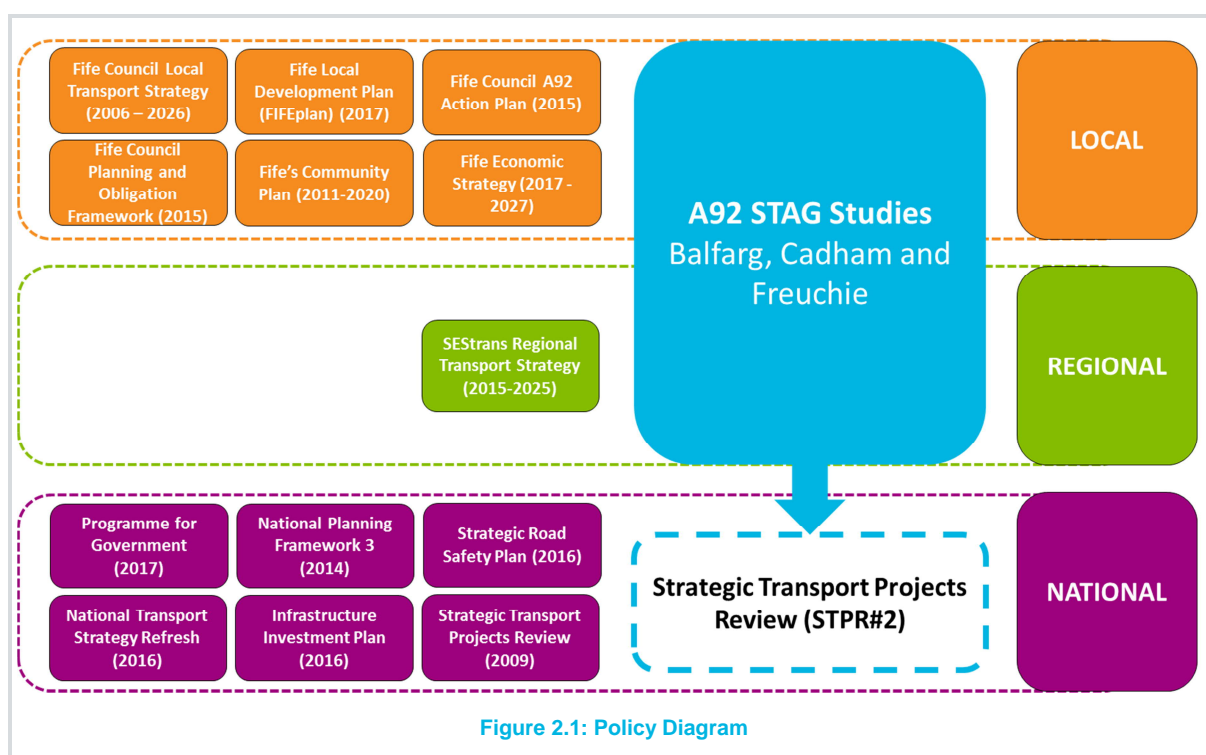 Fife Council Local
Transport Strategy
(2006 – 2026)
Fife Local
Development Plan
(FIFEplan) (2017)
Fife Council A92
Action Plan (2015)
Fife Council
Planning and
Obligation
Framework (2015)
Fife's Community
Plan (2011-2020)
Fife Economic
Strategy (2017 -
2027)
A92 STAG Studies
Balfarg, Cadham and
Freuchie
LOCAL
SEStrans Regional
Transport Strategy
(2015-2025)
REGIONAL
Programme for
Government
(2017)
National Planning
Framework 3
(2014)
Strategic Road
Safety Plan (2016)
National Transport
Strategy Refresh
(2016)
Infrastructure
Investment Plan
(2016)
Strategic Transport
Projects Review
(2009)
Strategic Transport Projects
Review (STPR#2)
NATIONAL
Figure 2.1: Policy Diagram